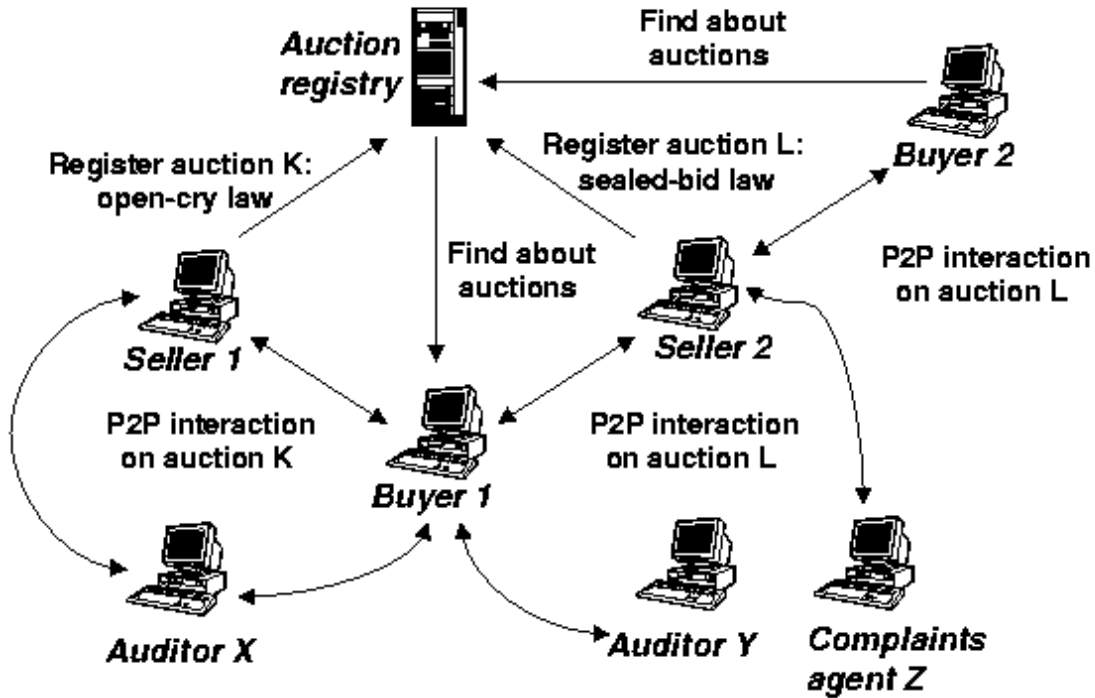 Auction
registry
Find about
auctions
Buyer 2
Register auction K:
open-cry law
Register auction L:
sealed-bid law
Find about
auctions
P2P interaction
on auction L
Seller 1
Seller 2
P2P interaction
on auction K
P2P interaction
on auction L
Buyer 1
Auditor X
Auditor Y
Complaints
agent Z